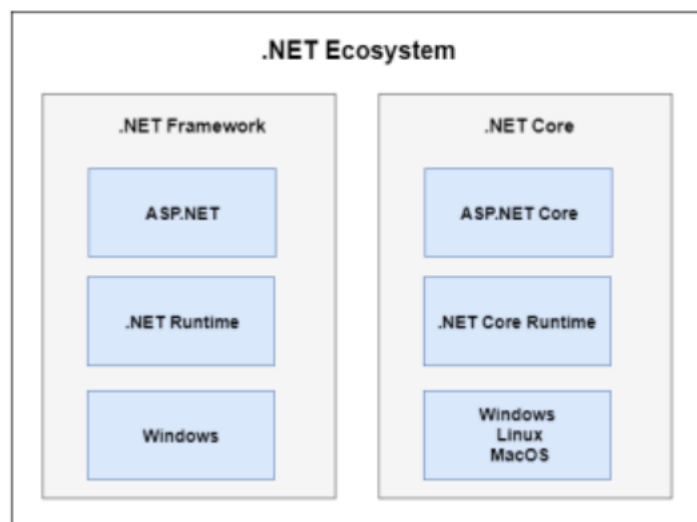 .NET Ecosystem
.NET Framework
ASP.NET
.NET Runtime
Windows
.NET Core
ASP.NET Core
.NET Core Runtime
Windows
Linux
MacOS